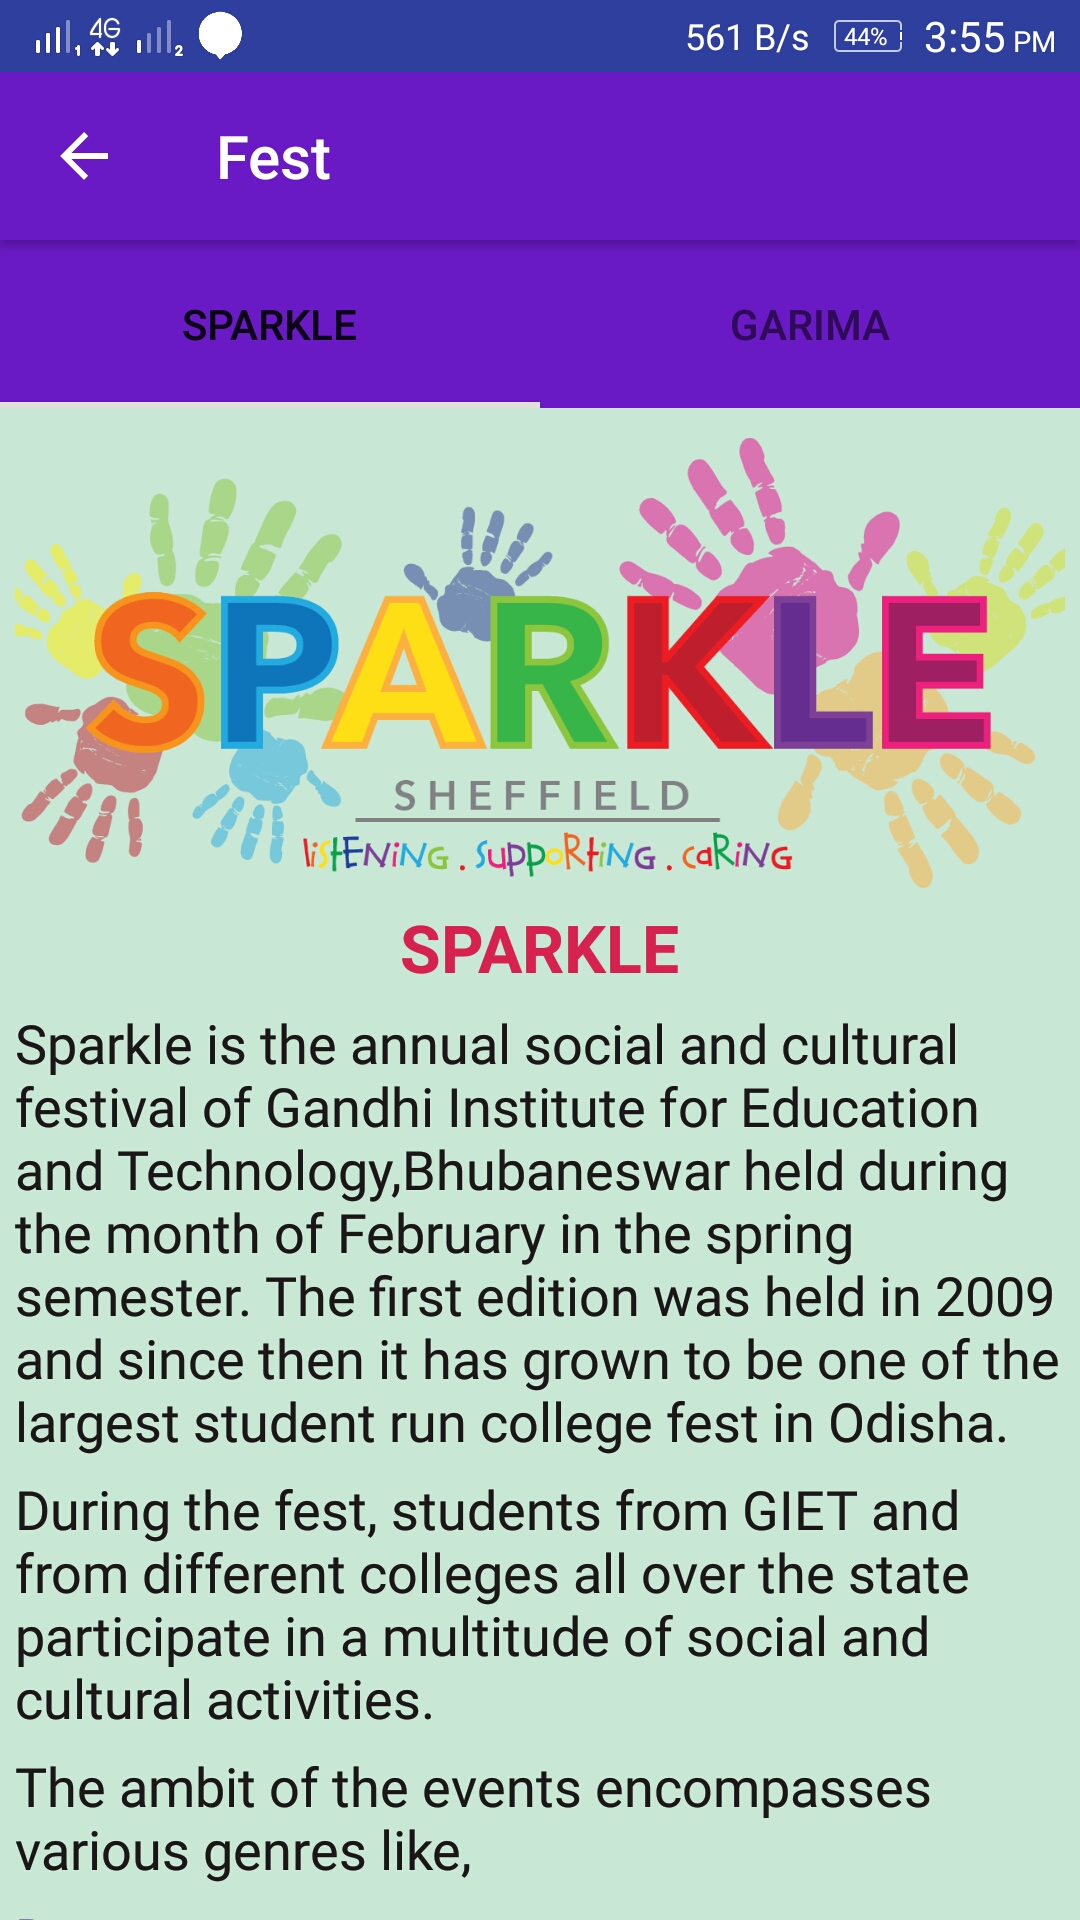 1 4G 2 561 B/s 44% 3:55 PM
Fest
SPARKLE GARIMA
SPARKLE
SHEFFIELD
listENiNG . SuppoRtiNG . caRiNG
SPARKLE
Sparkle is the annual social and cultural
festival of Gandhi Institute for Education
and Technology,Bhubaneswar held during
the month of February in the spring
semester. The first edition was held in 2009
and since then it has grown to be one of the
largest student run college fest in Odisha.
During the fest, students from GIET and
from different colleges all over the state
participate in a multitude of social and
cultural activities.
The ambit of the events encompasses
various genres like,